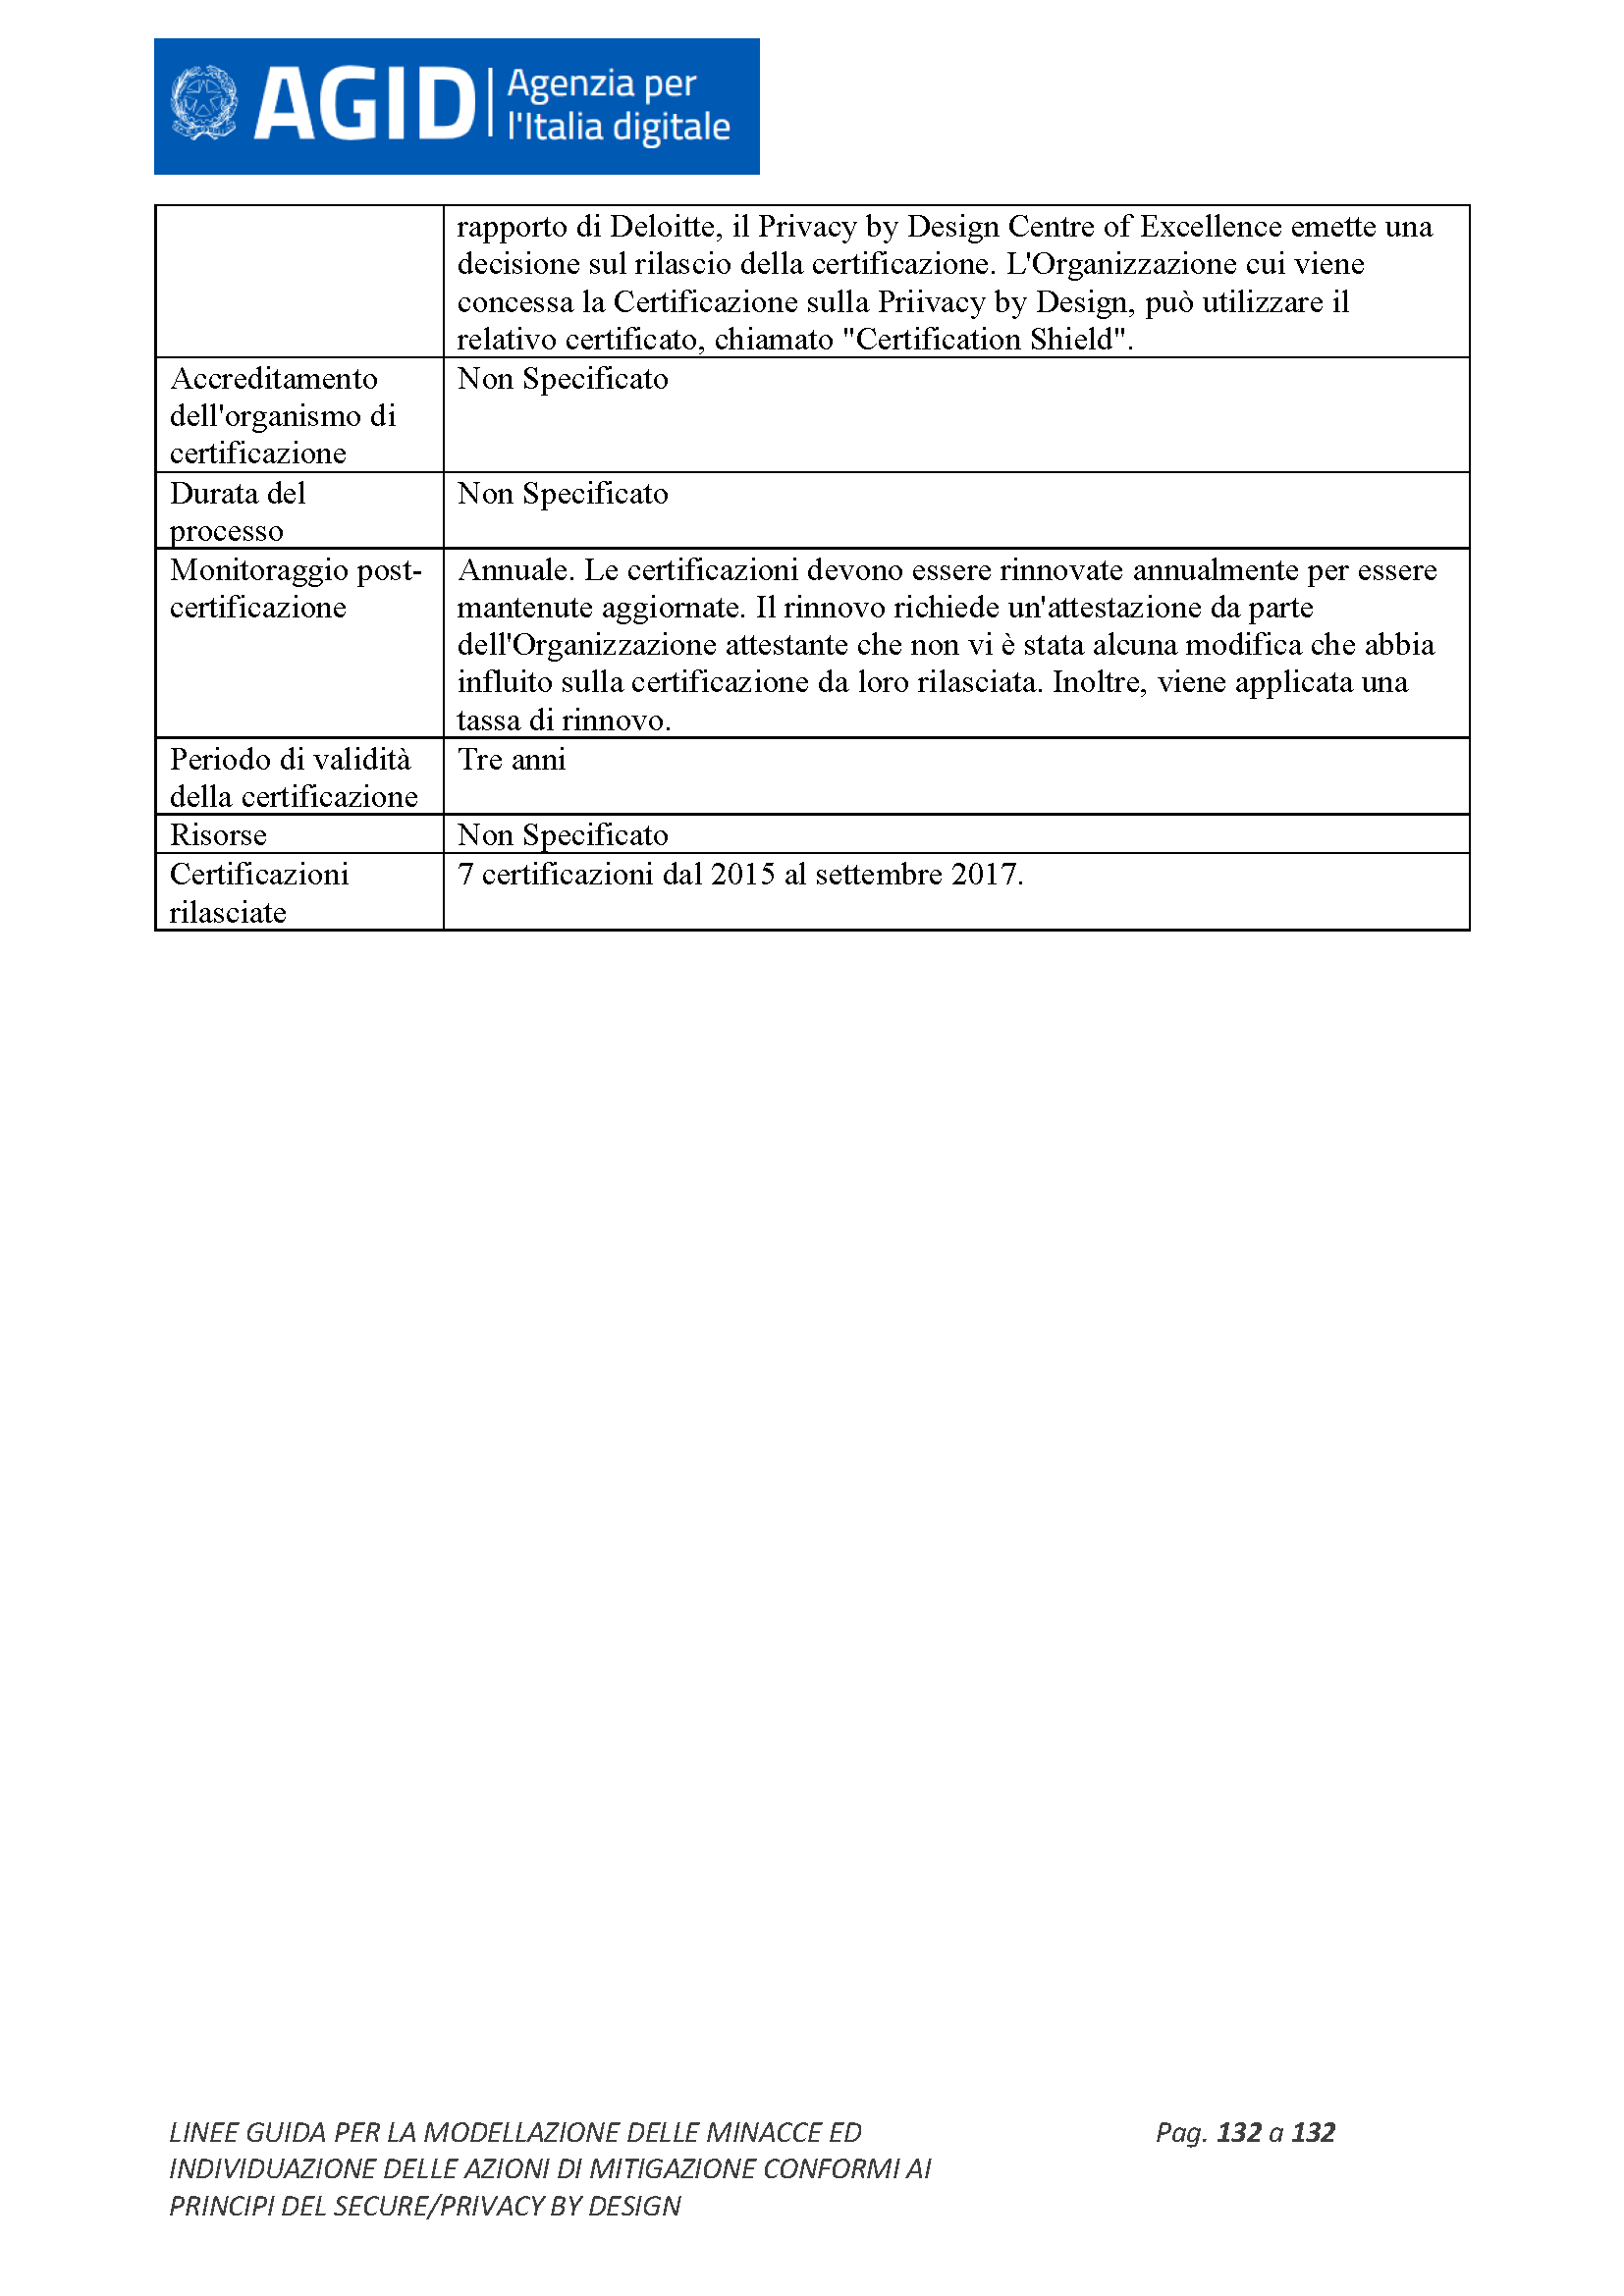 AGID
Agenzia per
l'Italia digitale
rapporto di Deloitte, il Privacy by Design Centre of Excellence emette una
decisione sul rilascio della certificazione. L'Organizzazione cui viene
concessa la Certificazione sulla Priivacy by Design, può utilizzare il
relativo certificato, chiamato "Certification Shield".
Accreditamento
dell'organismo di
certificazione
Non Specificato
Durata del
processo
Non Specificato
Monitoraggio post-
certificazione
Annuale. Le certificazioni devono essere rinnovate annualmente per essere
mantenute aggiornate. Il rinnovo richiede un'attestazione da parte
dell'Organizzazione attestante che non vi è stata alcuna modifica che abbia
influito sulla certificazione da loro rilasciata. Inoltre, viene applicata una
tassa di rinnovo.
Periodo di validità
della certificazione
Tre anni
Risorse
Non Specificato
Certificazioni
rilasciate
7 certificazioni dal 2015 al settembre 2017.
LINEE GUIDA PER LA MODELLAZIONE DELLE MINACCE ED
INDIVIDUAZIONE DELLE AZIONI DI MITIGAZIONE CONFORMI AI
PRINCIPI DEL SECURE/PRIVACY BY DESIGN
Pag. 132 a 132